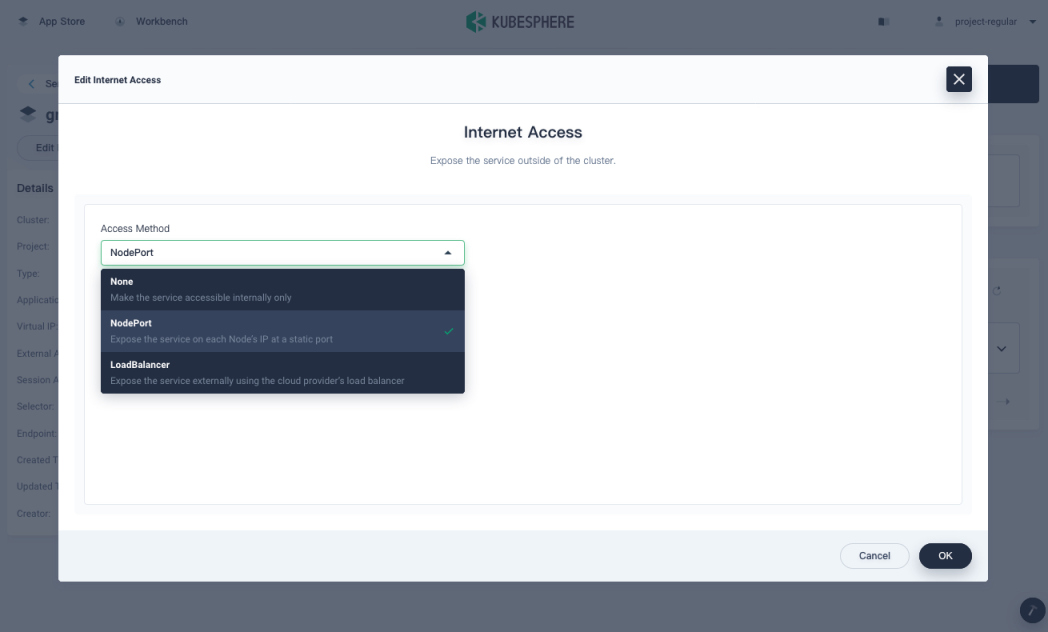 App Store
Workbench
KUBESPHERE
project-regular
Edit Internet Access
Internet Access
Expose the service outside of the cluster.
Access Method
NodePort
None
Make the service accessible internally only
NodePort
Expose the service on each Node's IP at a static port
LoadBalancer
Expose the service externally using the cloud provider's load balancer
Edit
Details
Cluster:
Project:
Type:
Virtual IP:
External
Session
Selector:
Endpoint:
Created
Updated
Creator:
Cancel
OK